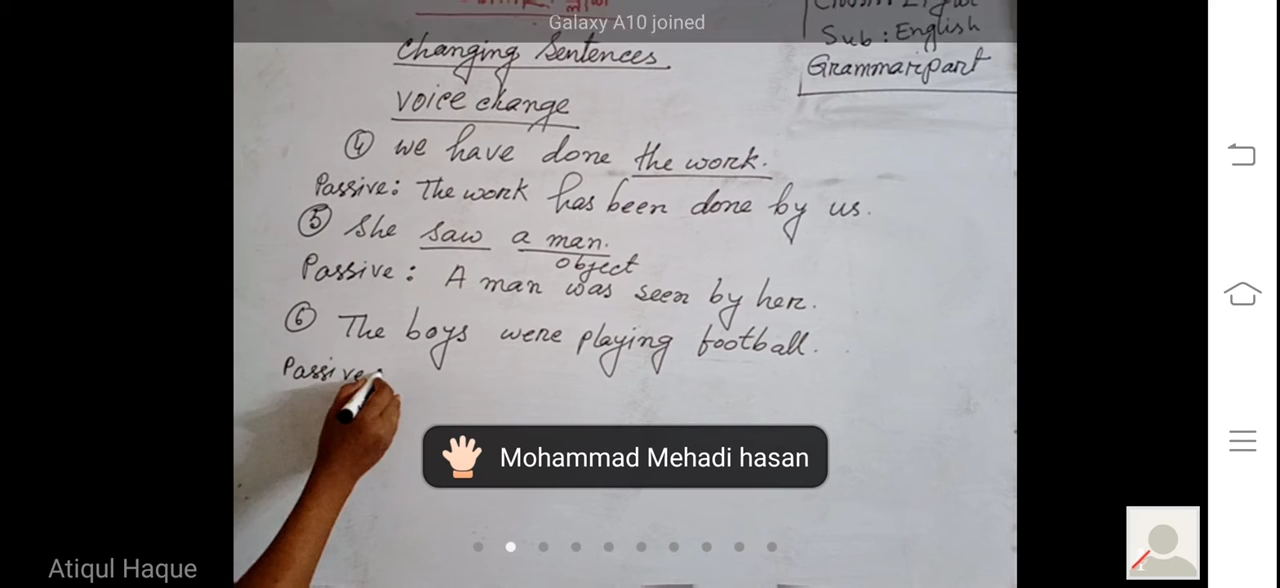 Galaxy A10 joined
Sub : English
Grammar part
Changing Sentences
Voice change
④ We have done the work.
Passive: The work has been done by us.
⑤ She saw a man.
object
Passive: A man was seen by her.
⑥ The boys were playing football.
Passive
Mohammad Mehadi hasan
Atiqul Haque